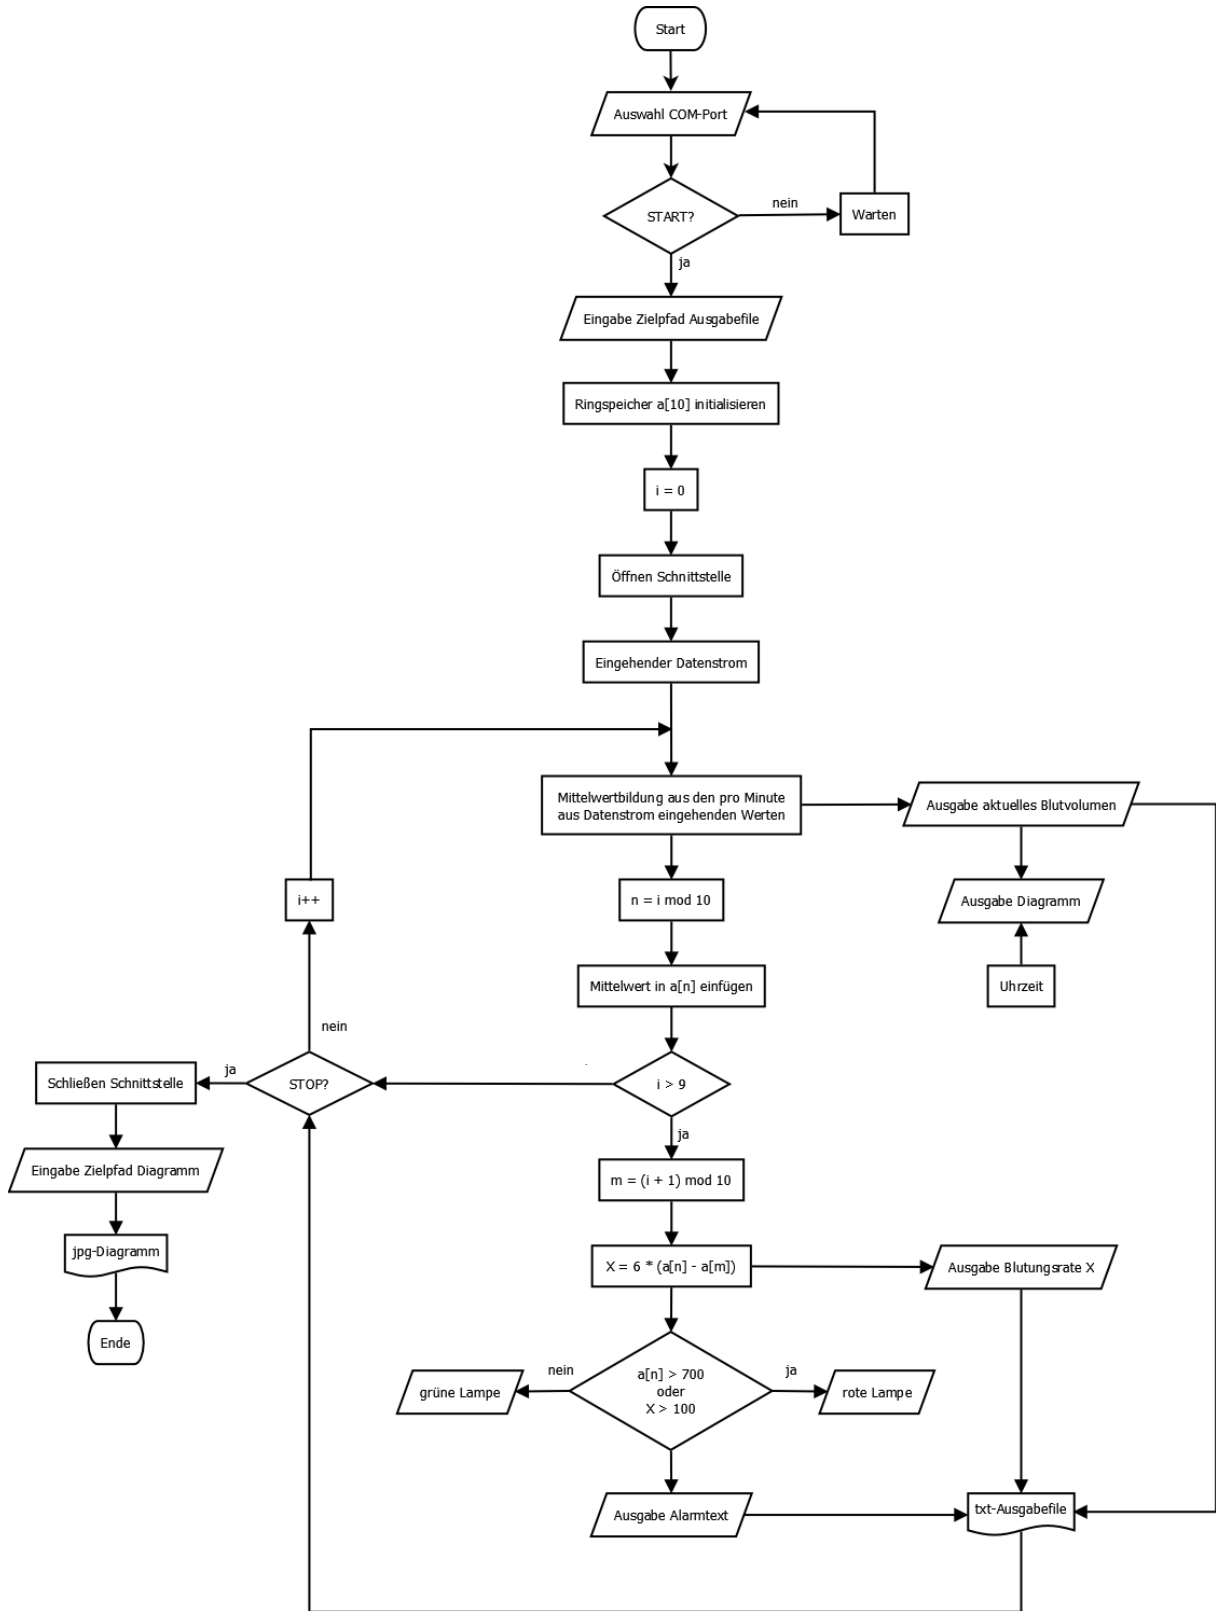 Start
Auswahl COM-Port
START?
nein
Warten
ja
Eingabe Zielpfad Ausgabefile
Ringspeicher a[10] initialisieren
i = 0
Öffnen Schnittstelle
Eingehender Datenstrom
Mittelwertbildung aus den pro Minute
aus Datenstrom eingehenden Werten
Ausgabe aktuelles Blutvolumen
i++
n = i mod 10
Ausgabe Diagramm
Mittelwert in a[n] einfügen
Uhrzeit
nein
ja
Schließen Schnittstelle
STOP?
i > 9
ja
Eingabe Zielpfad Diagramm
m = (i + 1) mod 10
jpg-Diagramm
X = 6 * (a[n] - a[m])
Ausgabe Blutungsrate X
Ende
nein
ja
grüne Lampe
a[n] > 700
oder
X > 100
rote Lampe
Ausgabe Alarmtext
txt-Ausgabefile